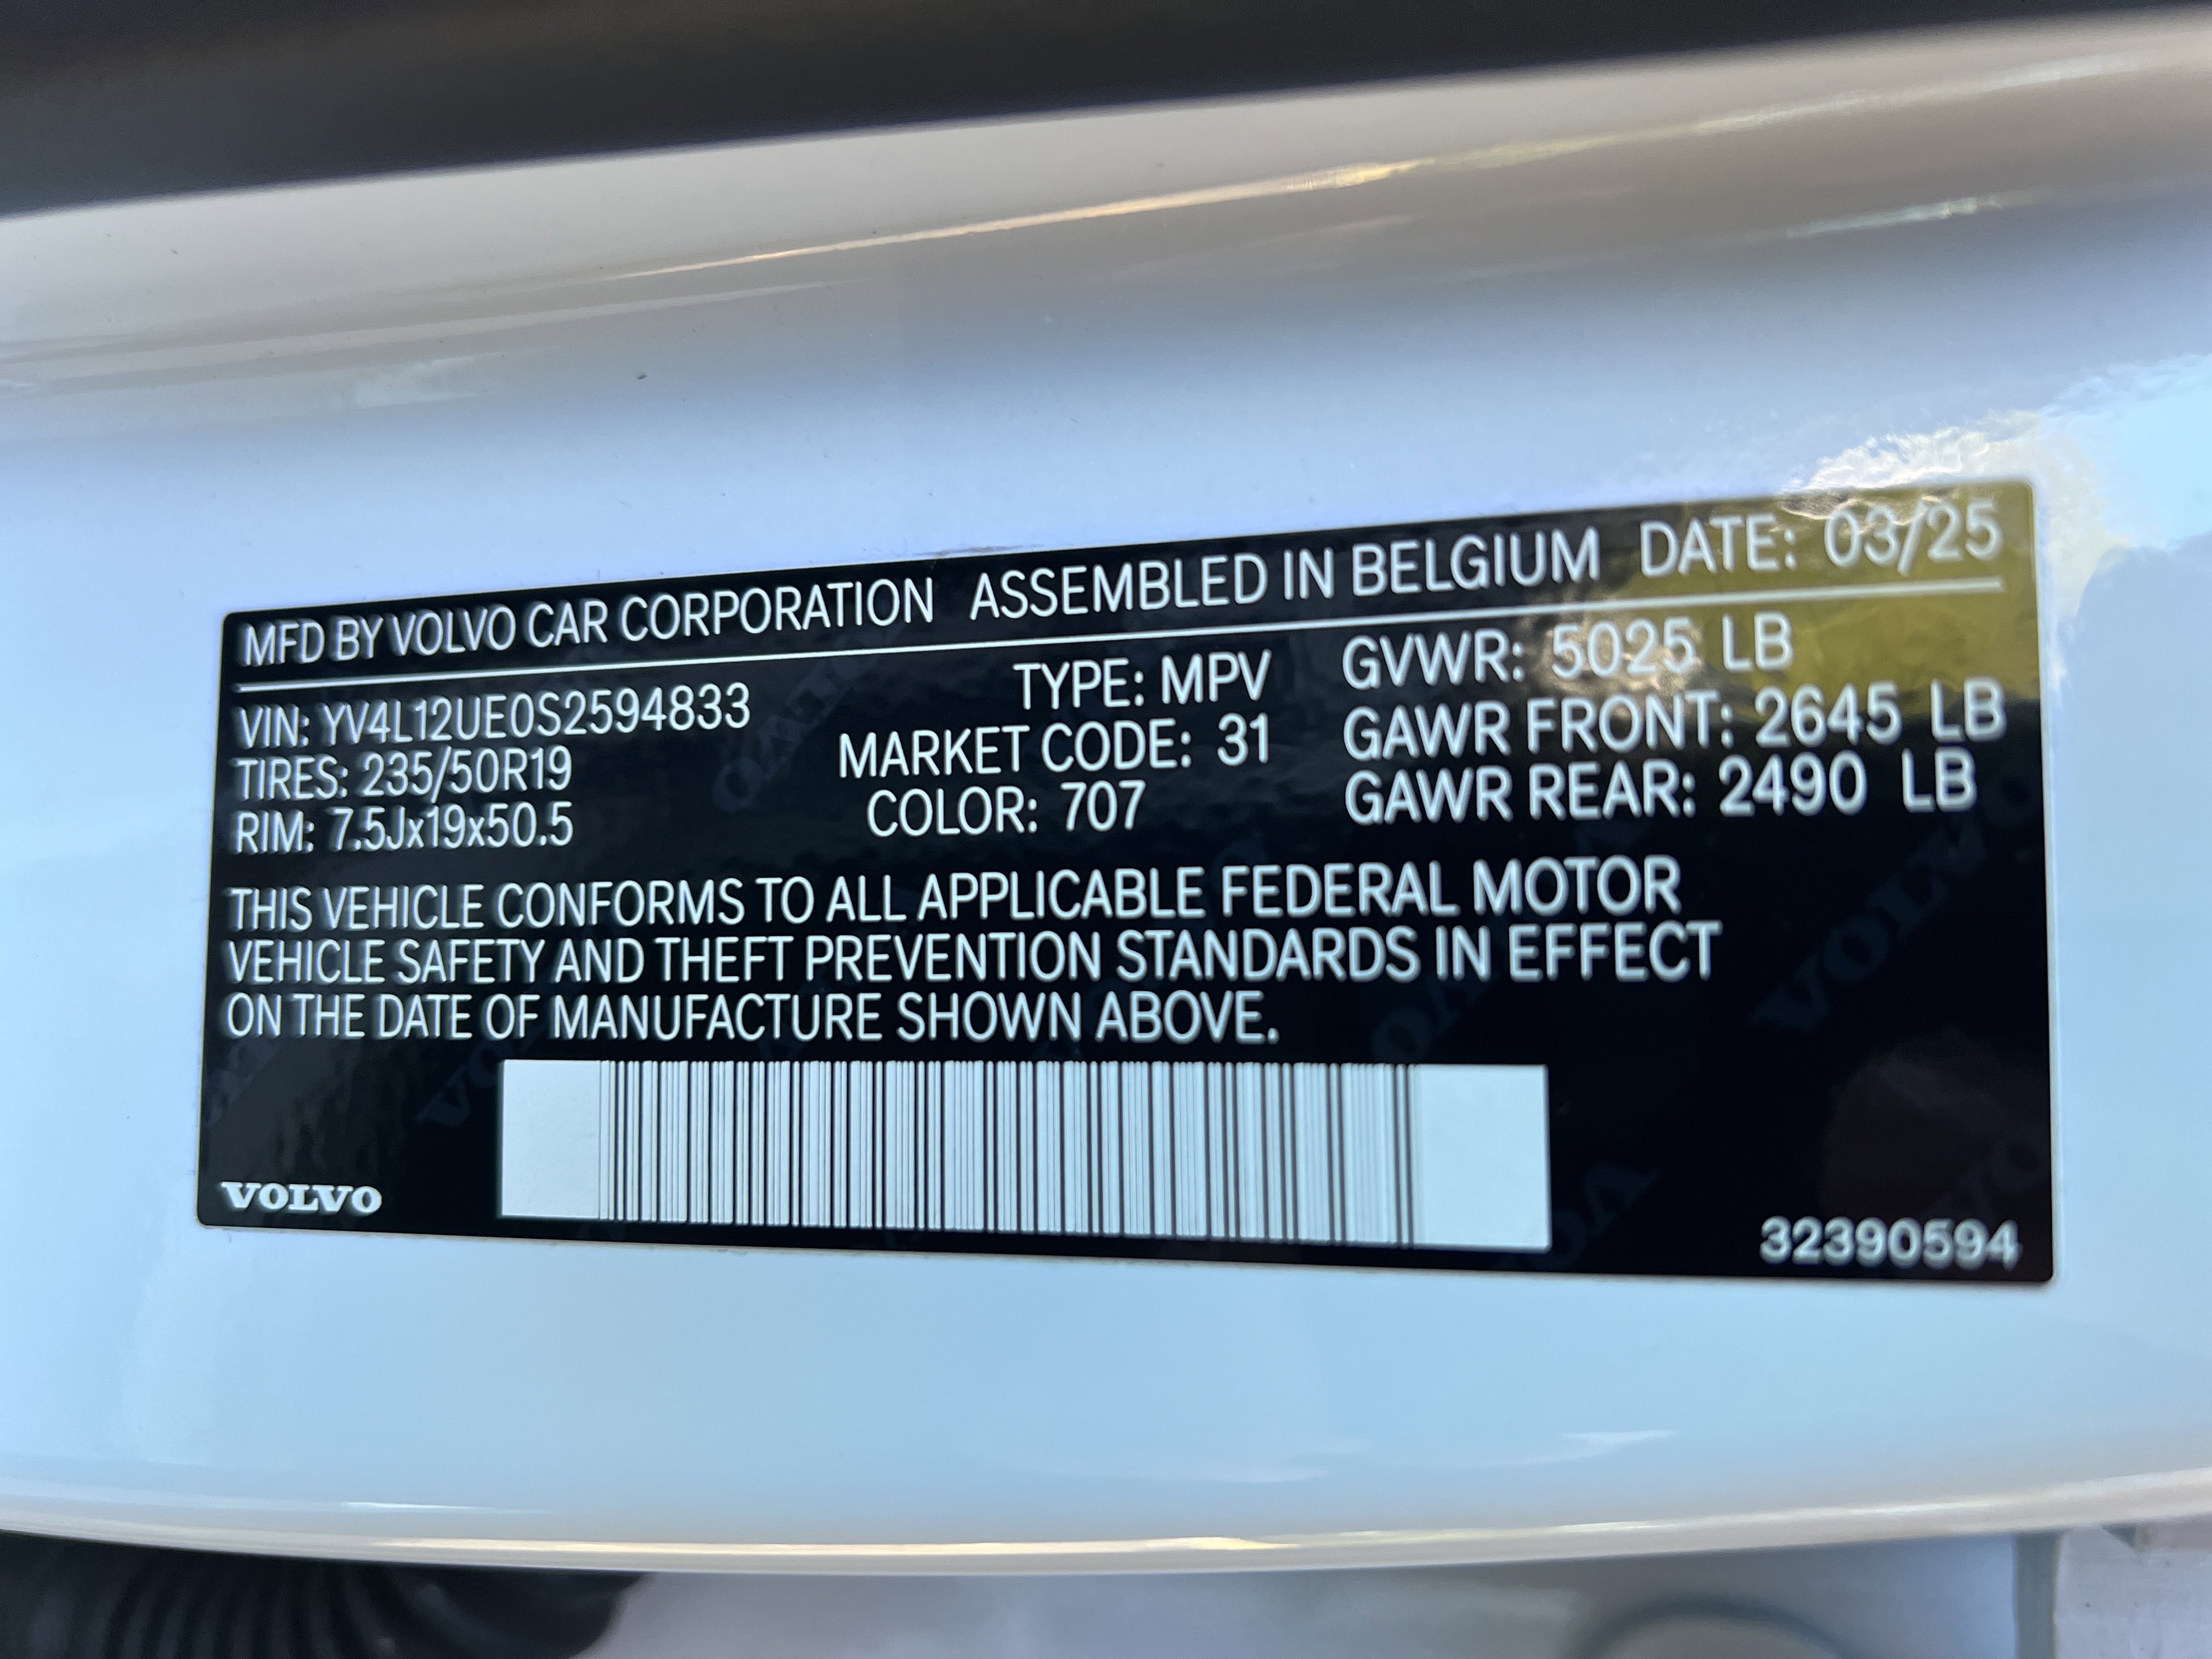 MFD BY VOLVO CAR CORPORATION ASSEMBLED IN BELGIUM DATE: 03/25
VIN: YV4L12UE0S2594833 TYPE: MPV GVWR: 5025 LB
TIRES: 235/50R19 MARKET CODE: 31 GAWR FRONT: 2645 LB
RIM: 7.5Jx19x50.5 COLOR: 707 GAWR REAR: 2490 LB
THIS VEHICLE CONFORMS TO ALL APPLICABLE FEDERAL MOTOR
VEHICLE SAFETY AND THEFT PREVENTION STANDARDS IN EFFECT
ON THE DATE OF MANUFACTURE SHOWN ABOVE.
VOLVO 32390594